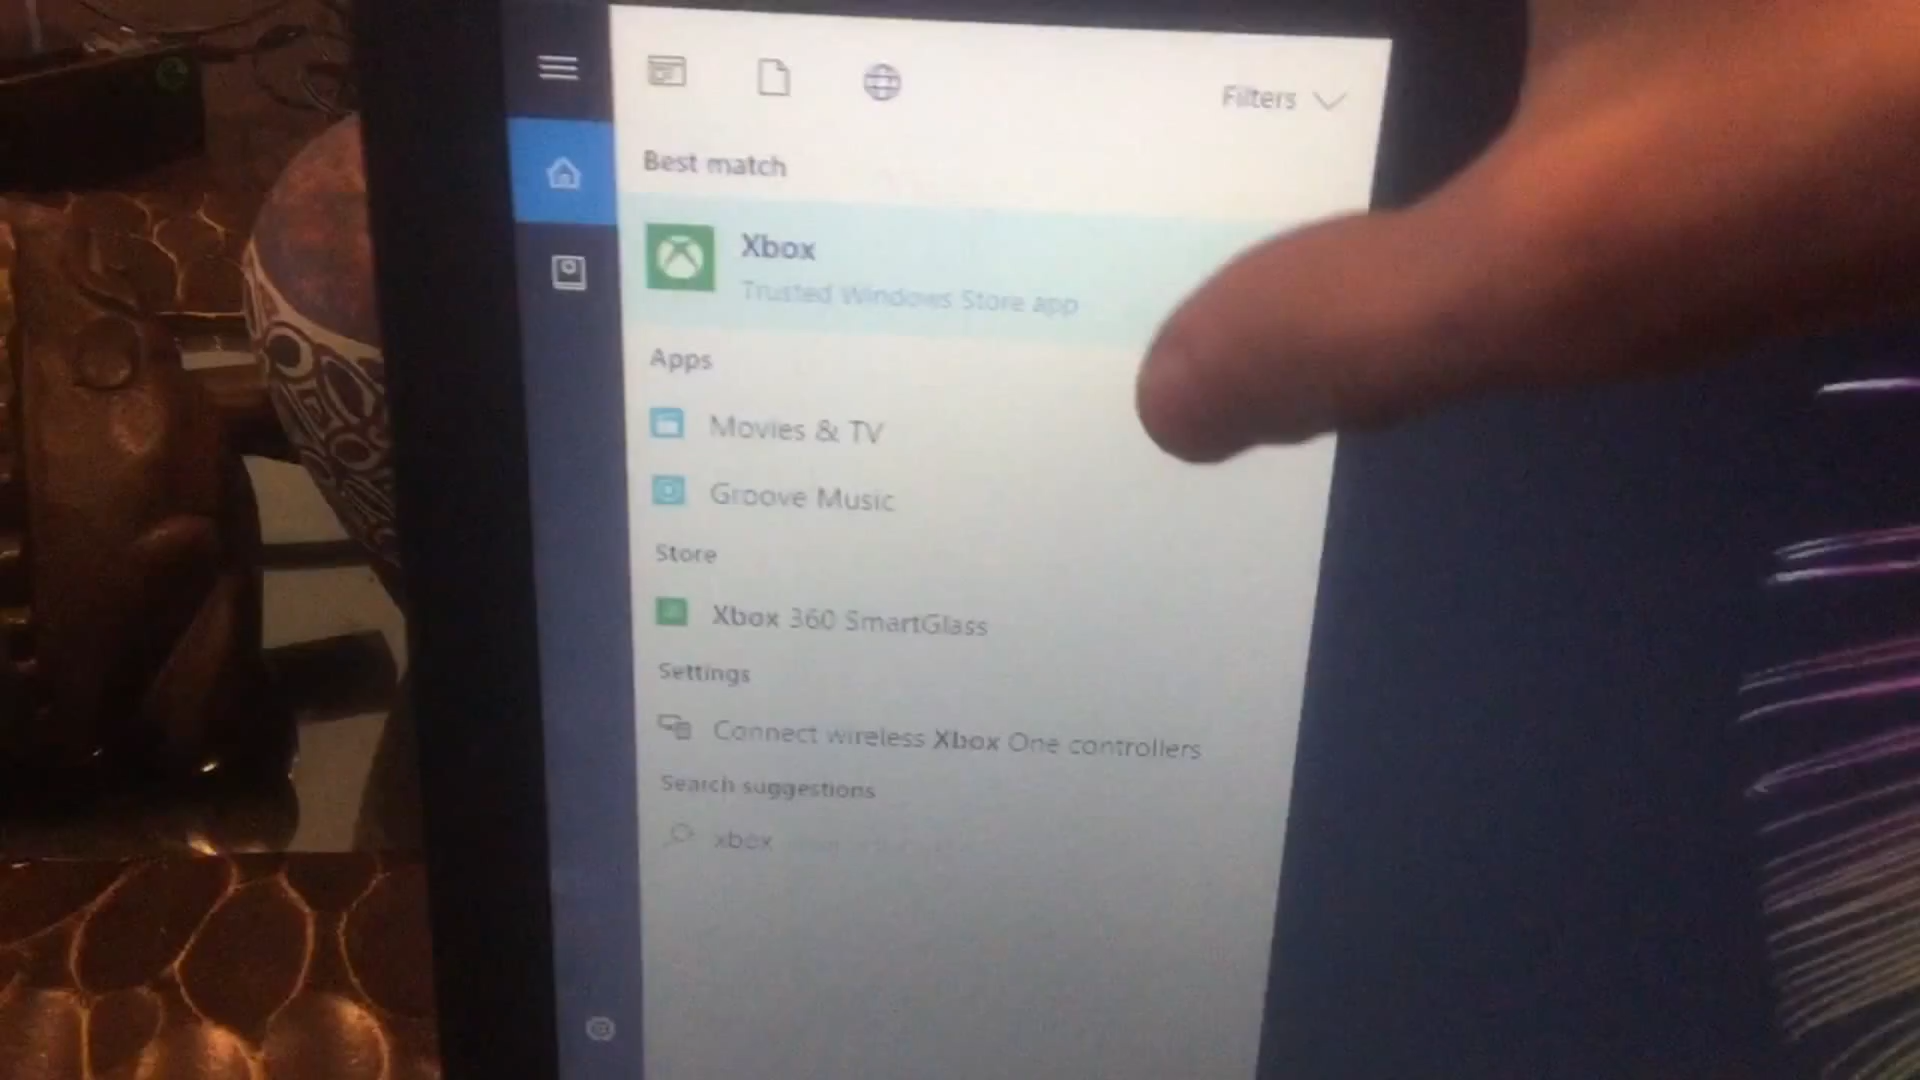 Filters
Best match
Xbox
Trusted Windows Store app
Apps
Movies & TV
Groove Music
Store
Xbox 360 SmartGlass
Settings
Connect wireless Xbox One controllers
Search suggestions
xbox